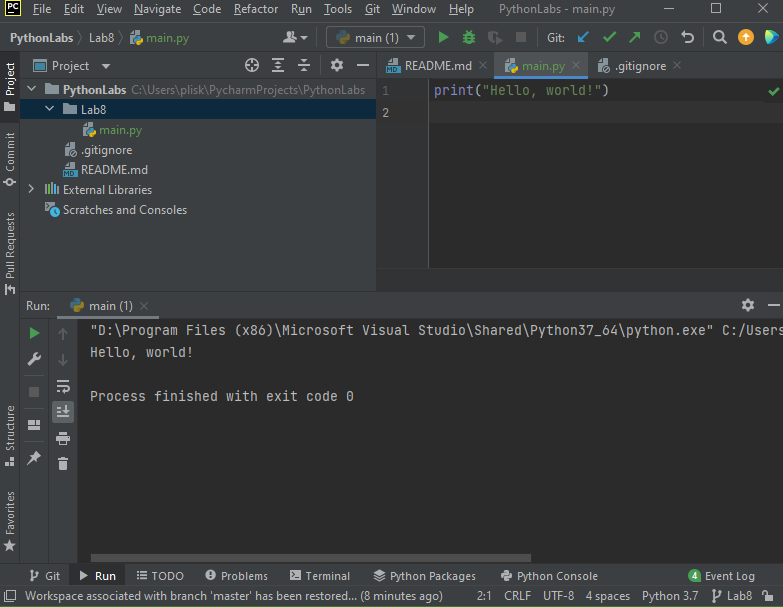 PC File Edit View Navigate Code Refactor Run Tools Git Window Help PythonLabs - main.py
PythonLabs Lab8 main.py main (1) Git:
Project
README.md main.py .gitignore
PythonLabs C:\Users\plisk\PycharmProjects\PythonLabs
Lab8
main.py
.gitignore
README.md
External Libraries
Scratches and Consoles
1 print("Hello, world!")
2
Project
Commit
Pull Requests
Structure
Favorites
Run: main (1)
"D:\Program Files (x86)\Microsoft Visual Studio\Shared\Python37_64\python.exe" C:/Users
Hello, world!
Process finished with exit code 0
Git Run TODO Problems Terminal Python Packages Python Console 4 Event Log
Workspace associated with branch 'master' has been restored... (8 minutes ago) 2:1 CRLF UTF-8 4 spaces Python 3.7 Lab8